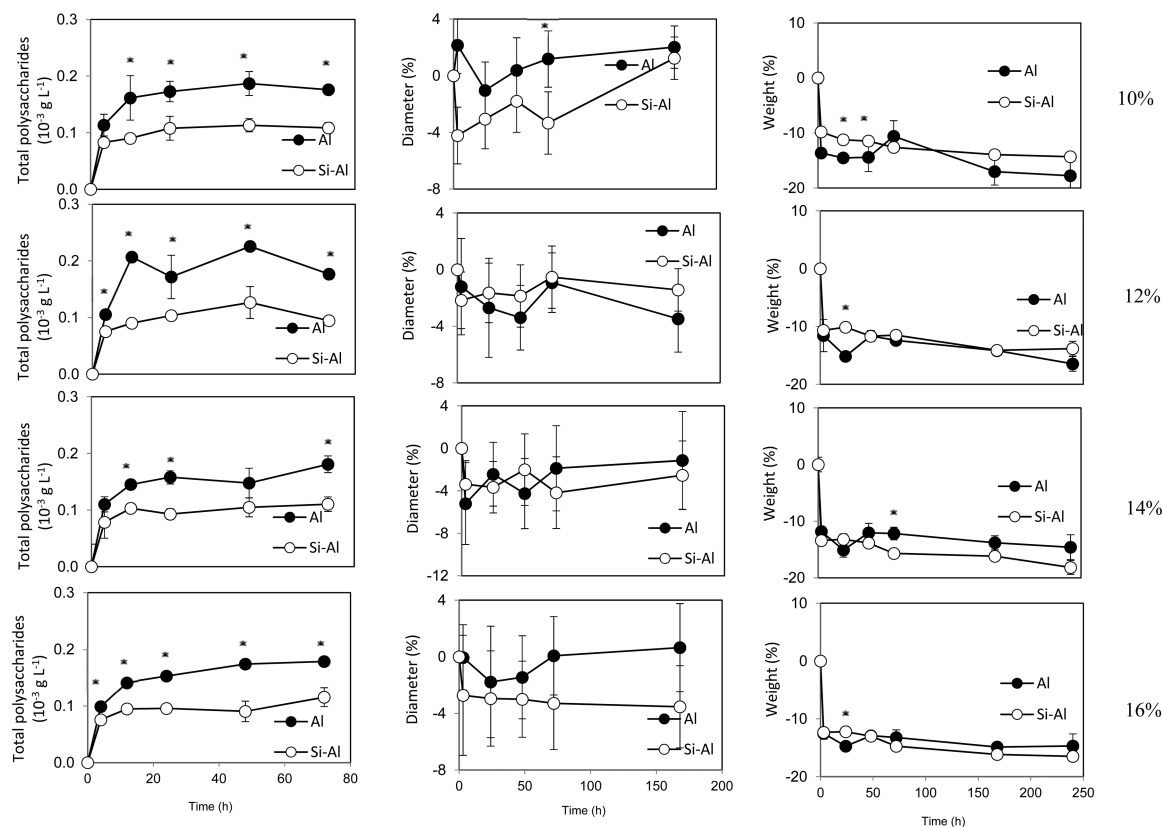 Total polysaccharides
(10⁻³ g L⁻¹)
0.3
0.2
0.1
0.0
* * * *
Al
Si-Al
Diameter (%)
4
0
-4
-8
0 50 100 150 200
*
Al
Si-Al
Weight (%)
10
0
-10
-20
* *
Al
Si-Al
10%
Total polysaccharides
(10⁻³ g L⁻¹)
0.3
0.2
0.1
0.0
* * * * *
Al
Si-Al
Diameter (%)
4
0
-4
-8
Al
Si-Al
Weight (%)
10
0
-10
-20
*
Al
Si-Al
12%
Total polysaccharides
(10⁻³ g L⁻¹)
0.3
0.2
0.1
0.0
* * *
Al
Si-Al
Diameter (%)
4
0
-4
-8
-12
Al
Si-Al
Weight (%)
10
0
-10
-20
*
Al
Si-Al
14%
Total polysaccharides
(10⁻³ g L⁻¹)
0.3
0.2
0.1
0.0
* * * * *
Al
Si-Al
0 20 40 60 80
Time (h)
Diameter (%)
4
0
-4
-8
Al
Si-Al
0 50 100 150 200
Time (h)
Weight (%)
10
0
-10
-20
*
Al
Si-Al
0 50 100 150 200 250
Time (h)
16%